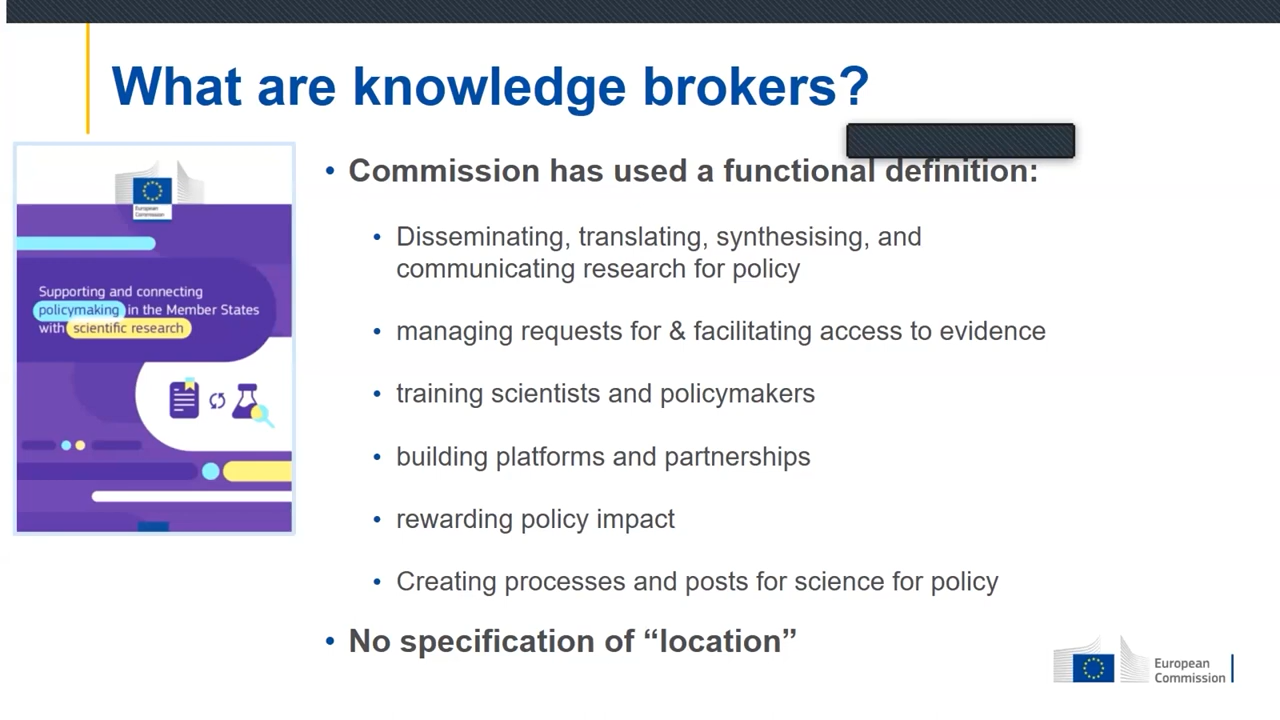 What are knowledge brokers?
European
Commission
Supporting and connecting
policymaking in the Member States
with scientific research
• Commission has used a functional definition:
• Disseminating, translating, synthesising, and
communicating research for policy
• managing requests for & facilitating access to evidence
• training scientists and policymakers
• building platforms and partnerships
• rewarding policy impact
• Creating processes and posts for science for policy
• No specification of “location”
European
Commission